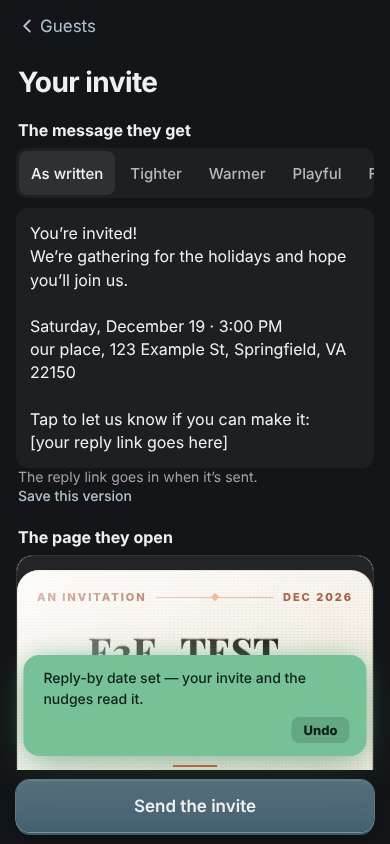 Guests
Your invite
The message they get
As written Tighter Warmer Playful
You’re invited!
We’re gathering for the holidays and hope
you’ll join us.
Saturday, December 19 · 3:00 PM
our place, 123 Example St, Springfield, VA
22150
Tap to let us know if you can make it:
[your reply link goes here]
The reply link goes in when it’s sent.
Save this version
The page they open
AN INVITATION DEC 2026
E2E TEST
Reply-by date set — your invite and the
nudges read it.
Undo
Send the invite